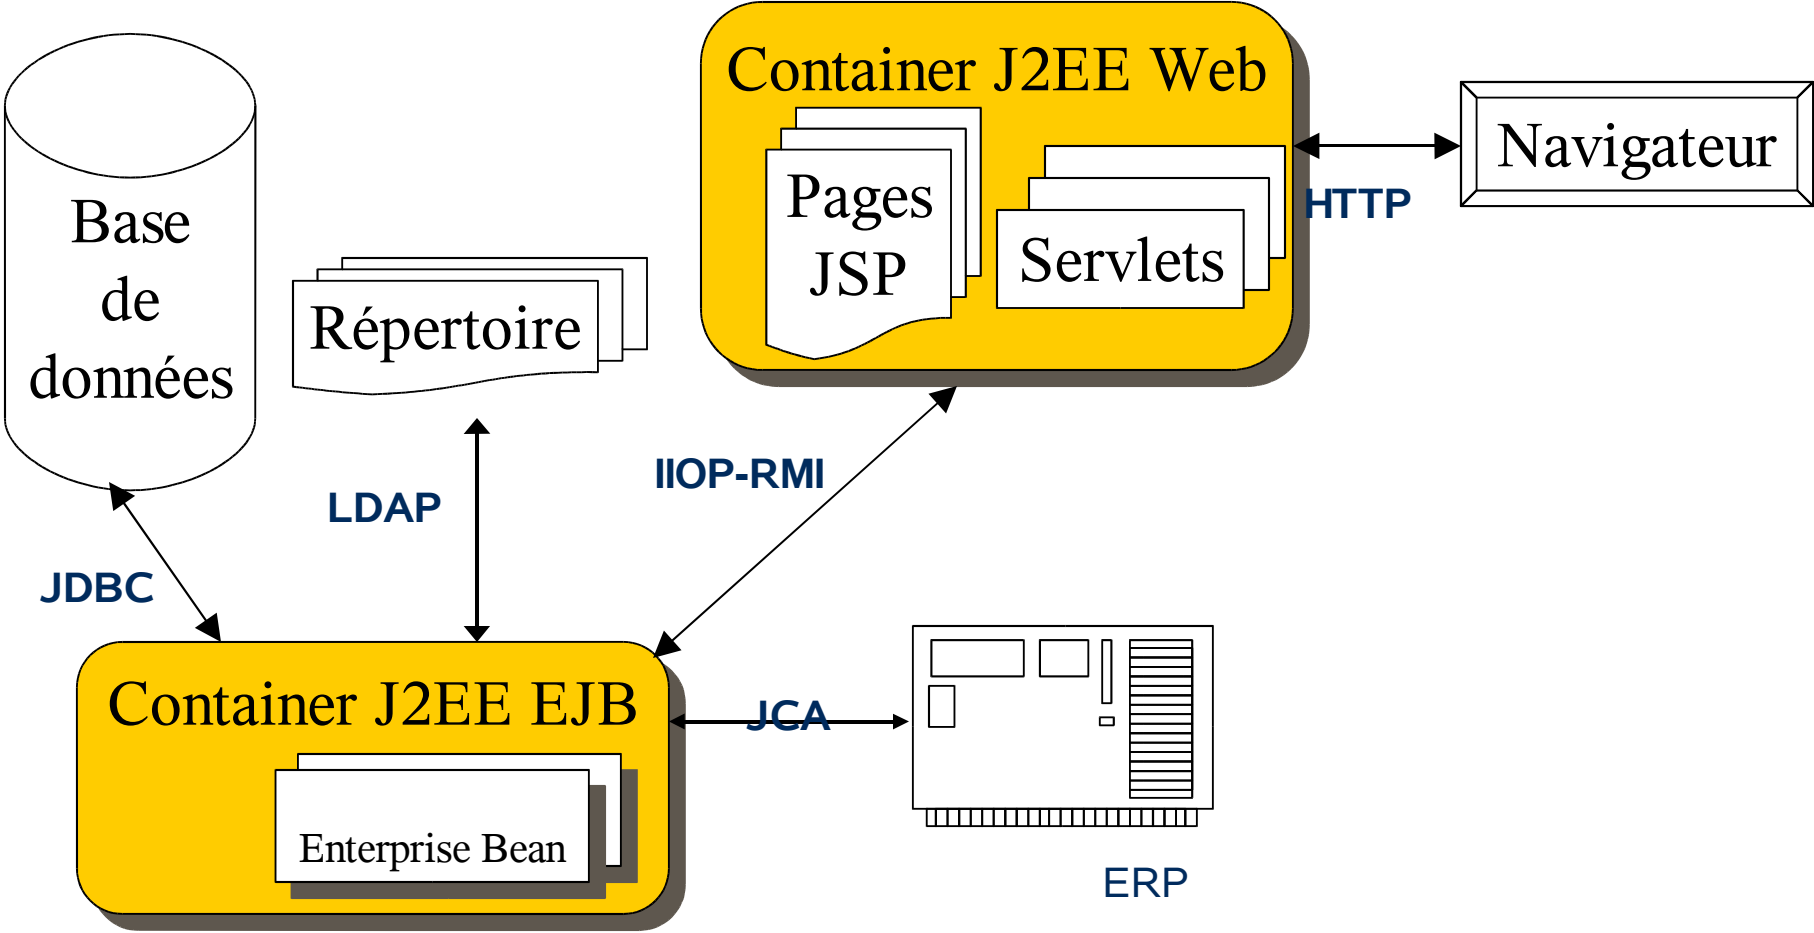 Container J2EE Web
Pages
JSP
Servlets
Navigateur
HTTP
Base
de
données
Répertoire
IIOP-RMI
LDAP
JDBC
Container J2EE EJB
Enterprise Bean
JCA
ERP